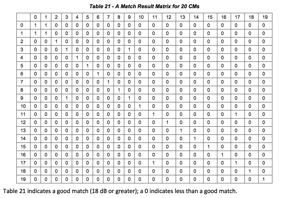 Table 21 - A Match Result Matrix for 20 CMs
0 1 2 3 4 5 6 7 8 9 10 11 12 13 14 15 16 17 18 19
0 1 1 0 0 0 0 0 0 0 0 0 0 0 0 0 0 0 0 0 0
1 1 1 0 0 0 0 0 0 0 0 0 0 0 0 0 0 0 0 0 0
2 0 0 1 0 0 0 0 0 0 0 0 0 0 0 0 0 0 0 0 0
3 0 0 0 1 0 0 0 0 0 1 0 0 0 0 0 0 0 0 0 0
4 0 0 0 0 1 0 0 0 0 0 0 0 0 0 0 0 0 0 0 0
5 0 0 0 0 0 1 0 0 0 0 0 0 0 0 0 0 0 0 0 0
6 0 0 0 0 0 0 1 0 0 0 0 0 0 0 0 0 0 0 0 0
7 0 0 0 0 0 0 0 1 0 0 0 0 0 0 0 0 0 0 0 0
8 0 0 0 0 0 0 0 0 1 0 0 0 0 0 0 0 0 0 0 0
9 0 0 0 1 0 0 0 0 0 1 0 0 0 0 0 0 0 0 0 0
10 0 0 0 0 0 0 0 0 0 0 1 0 0 0 0 0 0 0 0 0
11 0 0 0 0 0 0 0 0 0 0 0 1 0 0 0 0 0 1 0 0
12 0 0 0 0 0 0 0 0 0 0 0 0 1 0 0 0 0 0 0 0
13 0 0 0 0 0 0 0 0 0 0 0 0 0 1 0 0 0 0 0 0
14 0 0 0 0 0 0 0 0 0 0 0 0 0 0 1 0 0 0 0 0
15 0 0 0 0 0 0 0 0 0 0 0 0 0 0 0 1 0 0 0 0
16 0 0 0 0 0 0 0 0 0 0 0 0 0 0 0 0 1 0 0 0
17 0 0 0 0 0 0 0 0 0 0 0 1 0 0 0 0 0 1 0 0
18 0 0 0 0 0 0 0 0 0 0 0 0 0 0 0 0 0 0 1 0
19 0 0 0 0 0 0 0 0 0 0 0 0 0 0 0 0 0 0 0 1
Table 21 indicates a good match (18 dB or greater); a 0 indicates less than a good match.